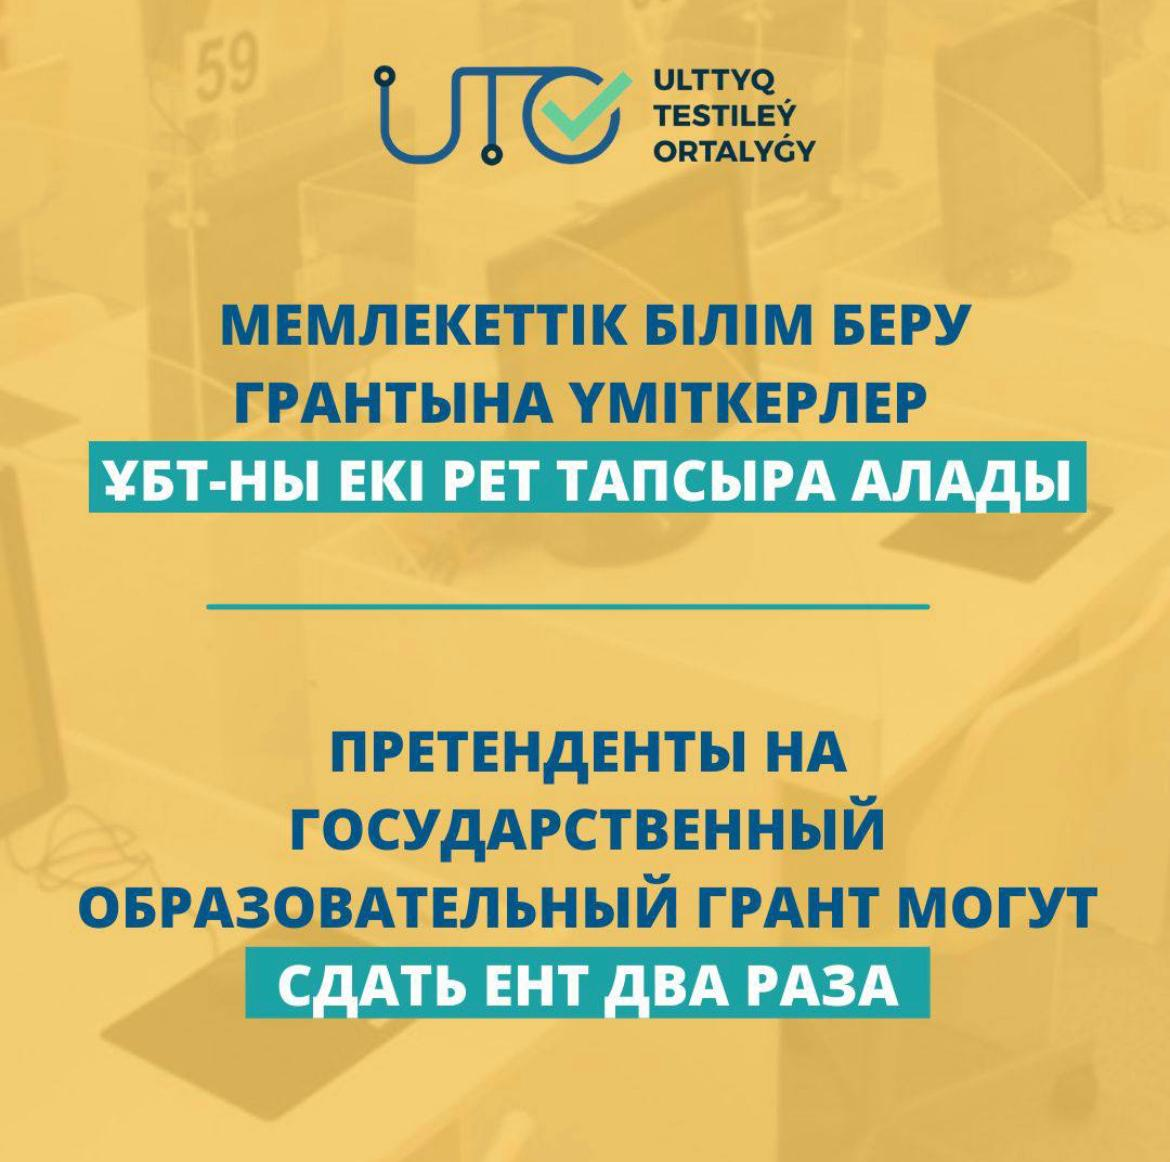 59
UTO
ULTTYQ
TESTILEÝ
ORTALYǴY
МЕМЛЕКЕТТІК БІЛІМ БЕРУ
ГРАНТЫНА ҮМІТКЕРЛЕР
ҰБТ-НЫ ЕКІ РЕТ ТАПСЫРА АЛАДЫ
ПРЕТЕНДЕНТЫ НА
ГОСУДАРСТВЕННЫЙ
ОБРАЗОВАТЕЛЬНЫЙ ГРАНТ МОГУТ
СДАТЬ ЕНТ ДВА РАЗА